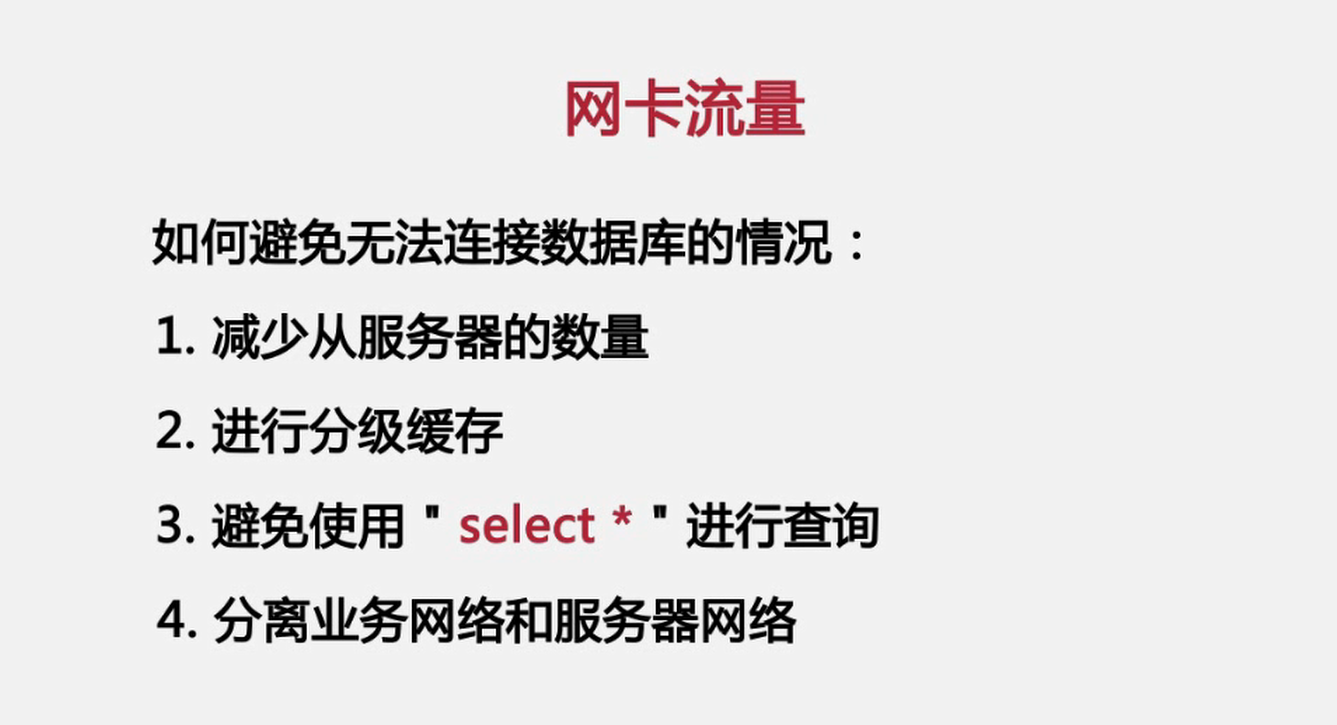 网卡流量
如何避免无法连接数据库的情况：
1. 减少从服务器的数量
2. 进行分级缓存
3. 避免使用 " select * " 进行查询
4. 分离业务网络和服务器网络